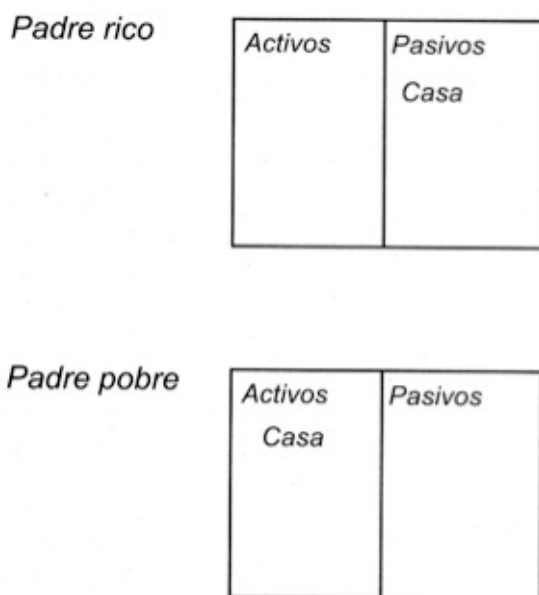 Padre rico
Activos
Pasivos
Casa
Padre pobre
Activos
Casa
Pasivos